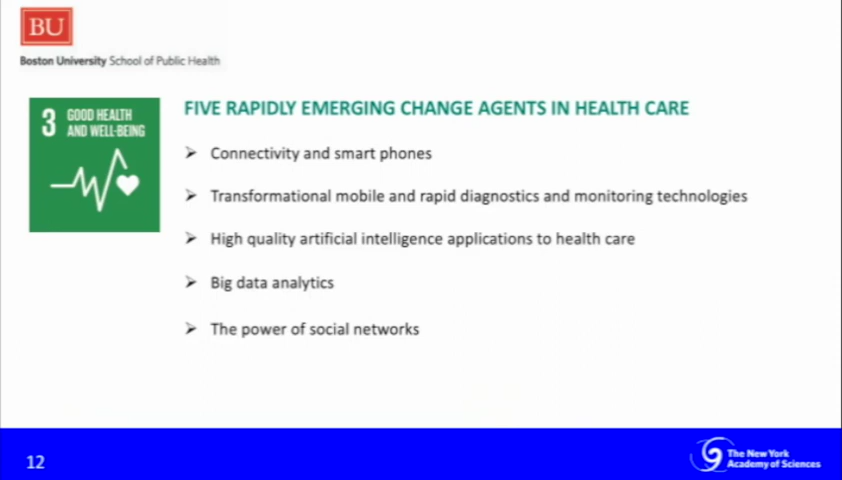 BU
Boston University School of Public Health
3 GOOD HEALTH
AND WELL-BEING
FIVE RAPIDLY EMERGING CHANGE AGENTS IN HEALTH CARE
Connectivity and smart phones
Transformational mobile and rapid diagnostics and monitoring technologies
High quality artificial intelligence applications to health care
Big data analytics
The power of social networks
12
The New York
Academy of Sciences